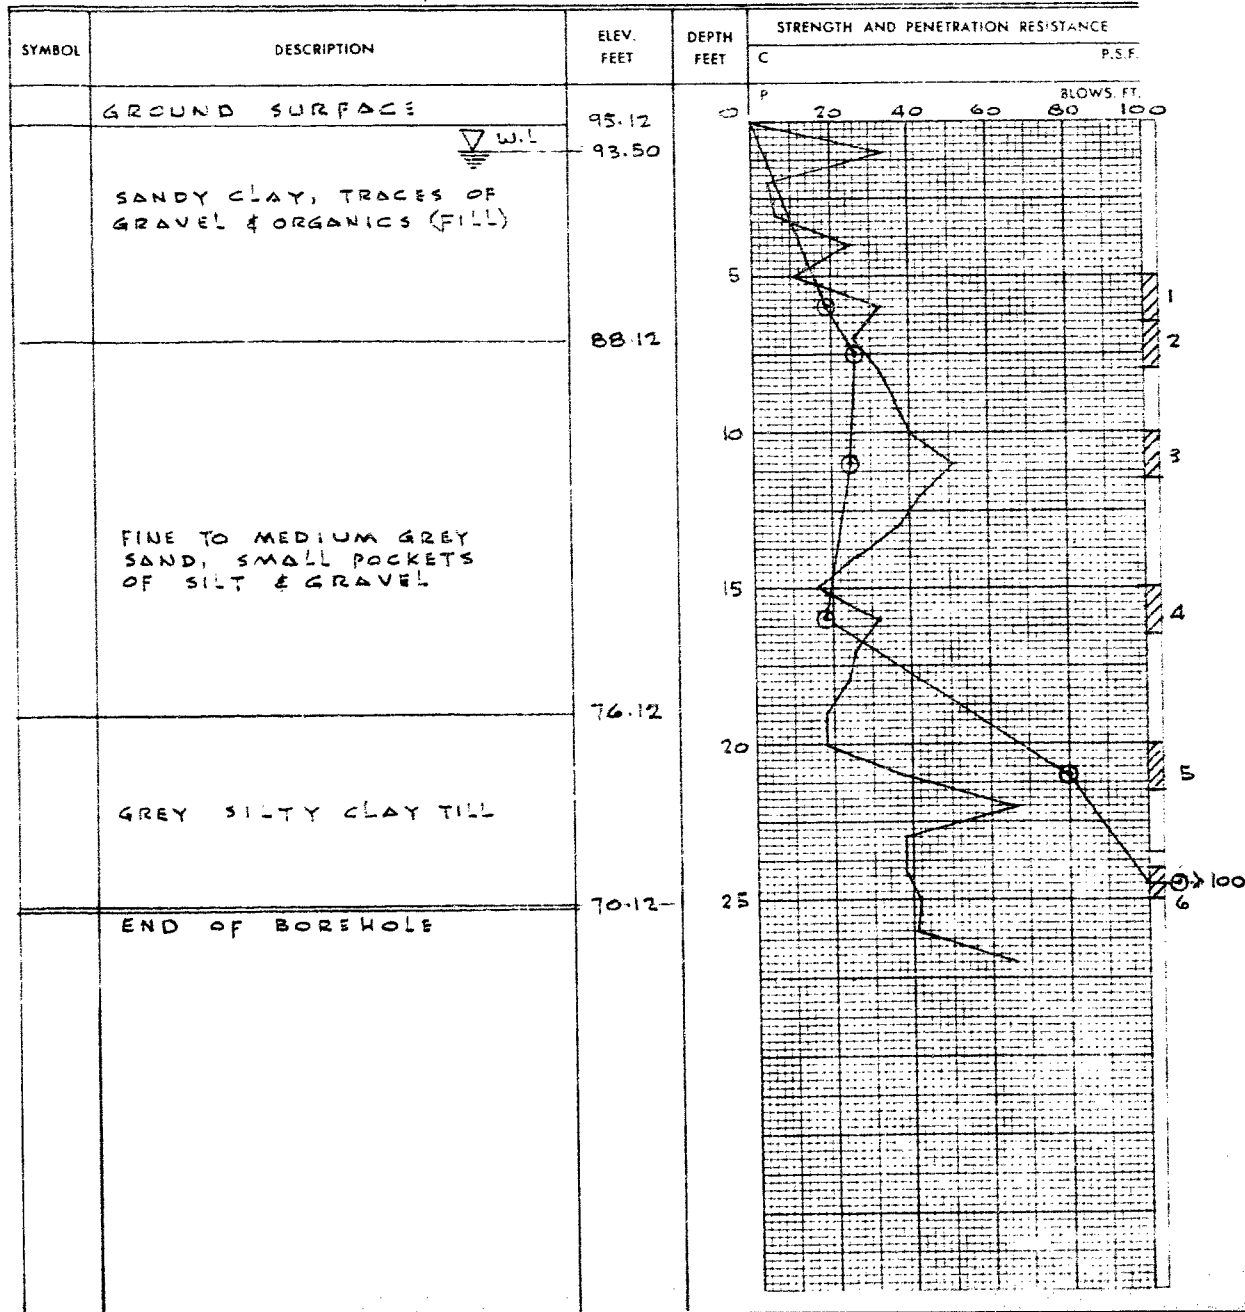 SYMBOL
DESCRIPTION
ELEV.
FEET
DEPTH
FEET
STRENGTH AND PENETRATION RESISTANCE
C P.S.F.
P BLOWS. FT.
0 20 40 60 80 100
GROUND SURFACE 95.12
W.L 93.50
SANDY CLAY, TRACES OF
GRAVEL & ORGANICS (FILL)
5
1
88.12
2
10
3
FINE TO MEDIUM GREY
SAND, SMALL POCKETS
OF SILT & GRAVEL
15
4
76.12
20
5
GREY SILTY CLAY TILL
> 100
6
70.12
25
END OF BOREHOLE